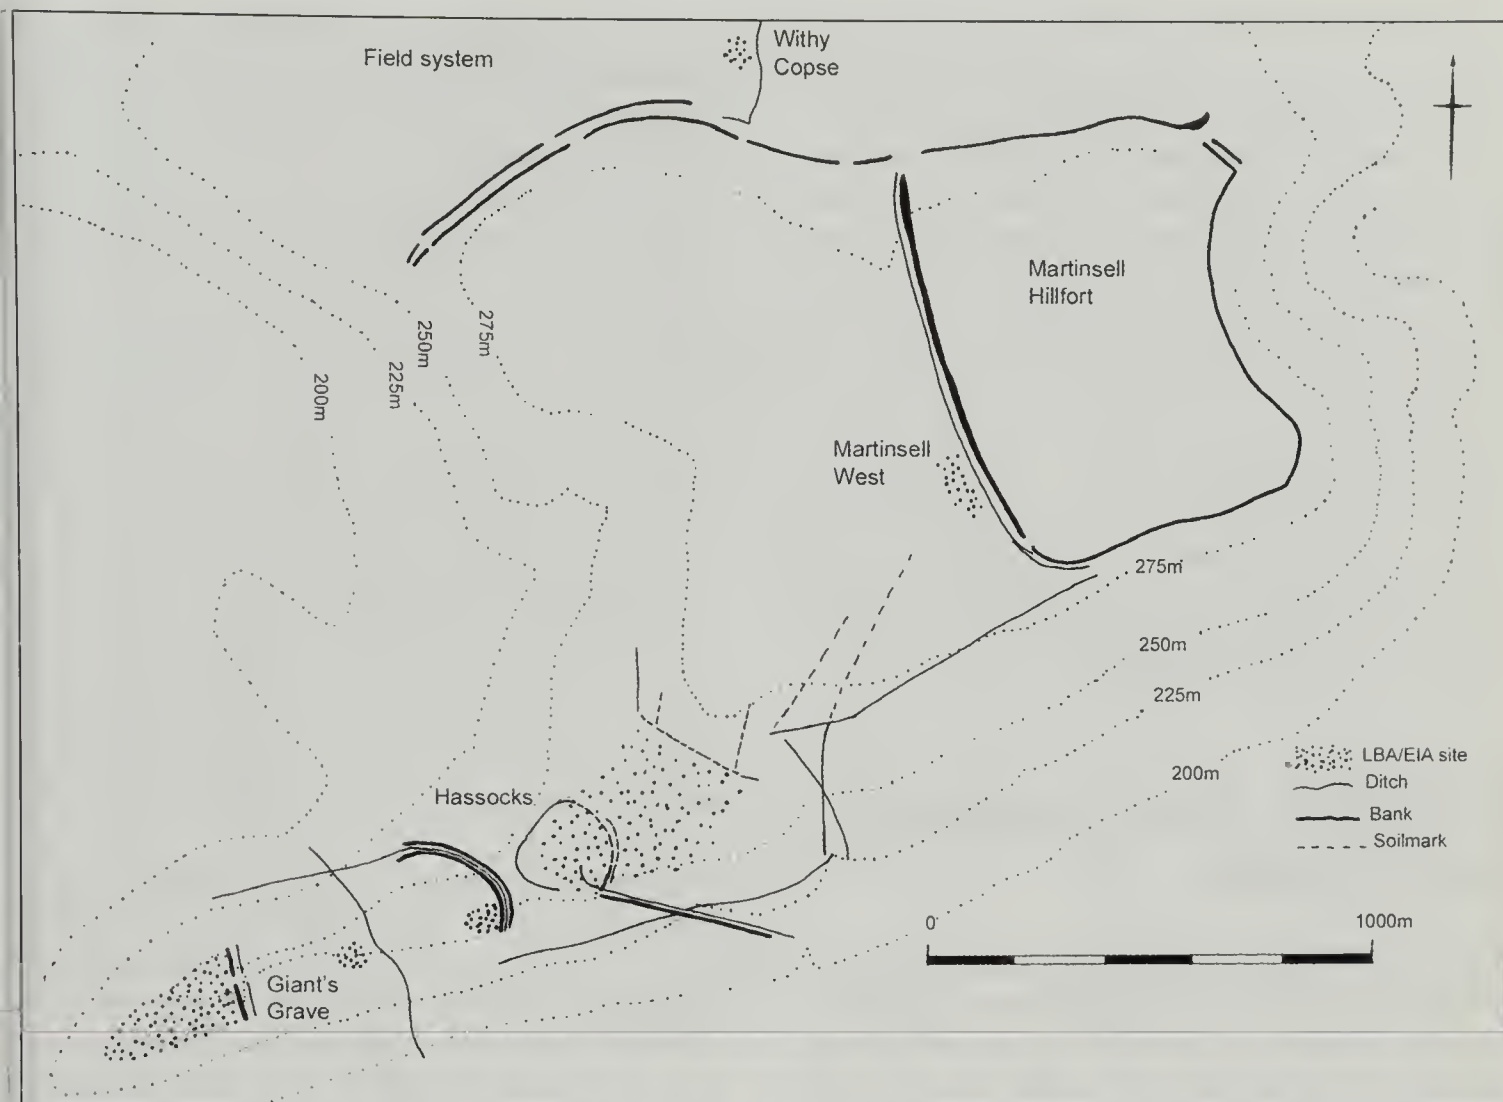 Field system
Withy
Copse
Martinsell
Hillfort
275m
250m
225m
200m
Martinsell
West
275m
250m
225m
200m
Hassocks
Giant's
Grave
LBA/EIA site
Ditch
Bank
Soilmark
0
1000m